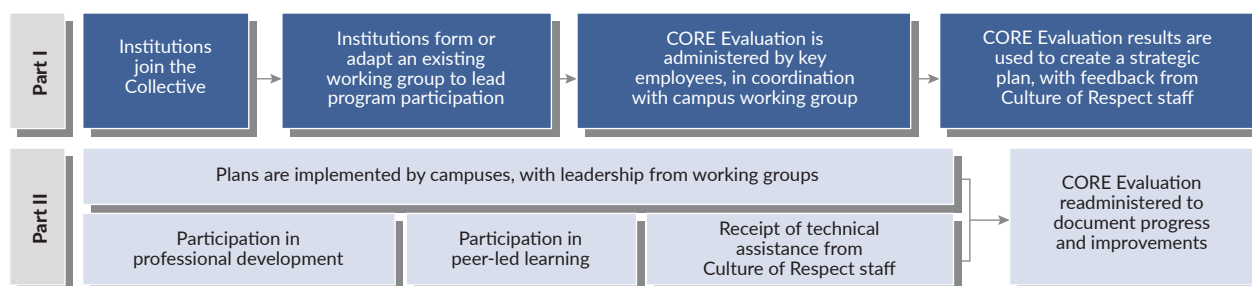 Part I
Institutions
join the
Collective
Institutions form or
adapt an existing
working group to lead
program participation
CORE Evaluation is
administered by key
employees, in coordination
with campus working group
CORE Evaluation results are
used to create a strategic
plan, with feedback from
Culture of Respect staff
Part II
Plans are implemented by campuses, with leadership from working groups
Participation in
professional development
Participation in
peer-led learning
Receipt of technical
assistance from
Culture of Respect staff
CORE Evaluation
readministered to
document progress
and improvements